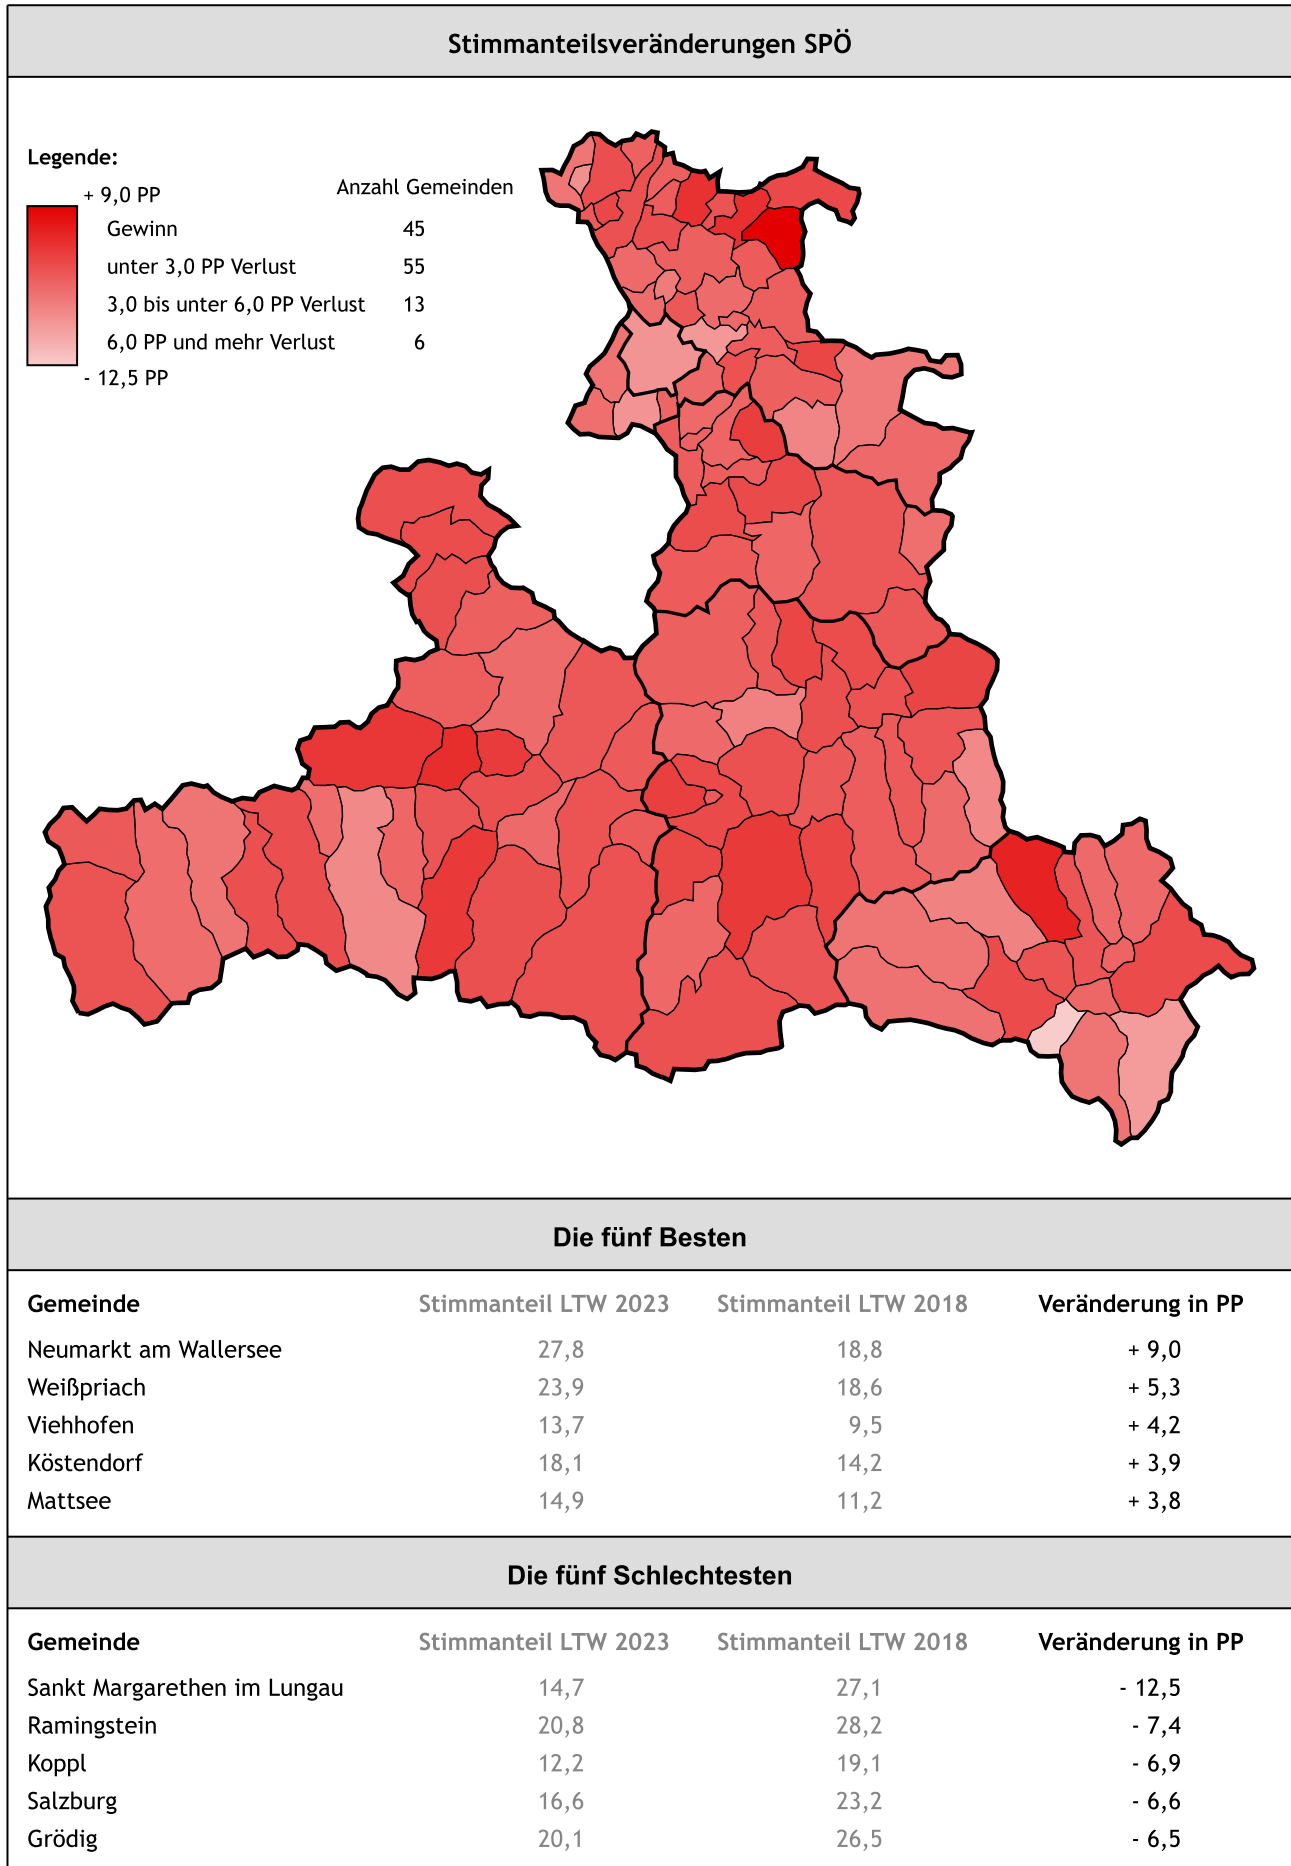 Stimmanteilsveränderungen SPÖ
Legende:
+ 9,0 PP
Anzahl Gemeinden
Gewinn 45
unter 3,0 PP Verlust 55
3,0 bis unter 6,0 PP Verlust 13
6,0 PP und mehr Verlust 6
- 12,5 PP
Die fünf Besten
Gemeinde Stimmanteil LTW 2023 Stimmanteil LTW 2018 Veränderung in PP
Neumarkt am Wallersee 27,8 18,8 + 9,0
Weißpriach 23,9 18,6 + 5,3
Viehhofen 13,7 9,5 + 4,2
Köstendorf 18,1 14,2 + 3,9
Mattsee 14,9 11,2 + 3,8
Die fünf Schlechtesten
Gemeinde Stimmanteil LTW 2023 Stimmanteil LTW 2018 Veränderung in PP
Sankt Margarethen im Lungau 14,7 27,1 - 12,5
Ramingstein 20,8 28,2 - 7,4
Koppl 12,2 19,1 - 6,9
Salzburg 16,6 23,2 - 6,6
Grödig 20,1 26,5 - 6,5